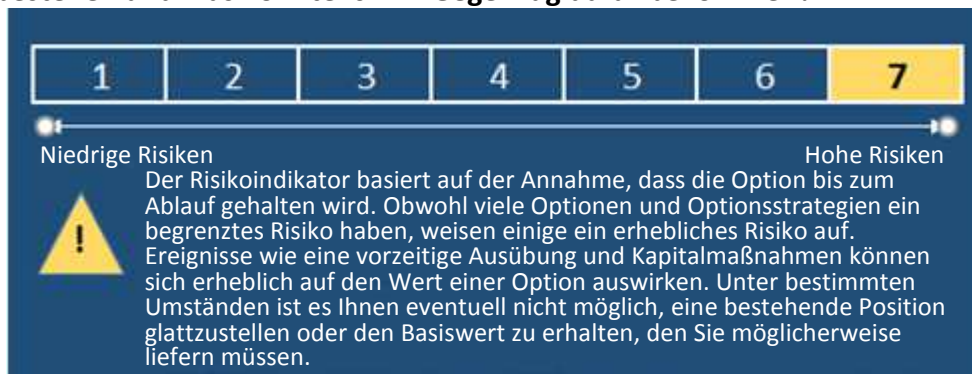 1 2 3 4 5 6 7
Niedrige Risiken Hohe Risiken
Der Risikoindikator basiert auf der Annahme, dass die Option bis zum
Ablauf gehalten wird. Obwohl viele Optionen und Optionsstrategien ein
begrenztes Risiko haben, weisen einige ein erhebliches Risiko auf.
Ereignisse wie eine vorzeitige Ausübung und Kapitalmaßnahmen können
sich erheblich auf den Wert einer Option auswirken. Unter bestimmten
Umständen ist es Ihnen eventuell nicht möglich, eine bestehende Position
glattzustellen oder den Basiswert zu erhalten, den Sie möglicherweise
liefern müssen.
!